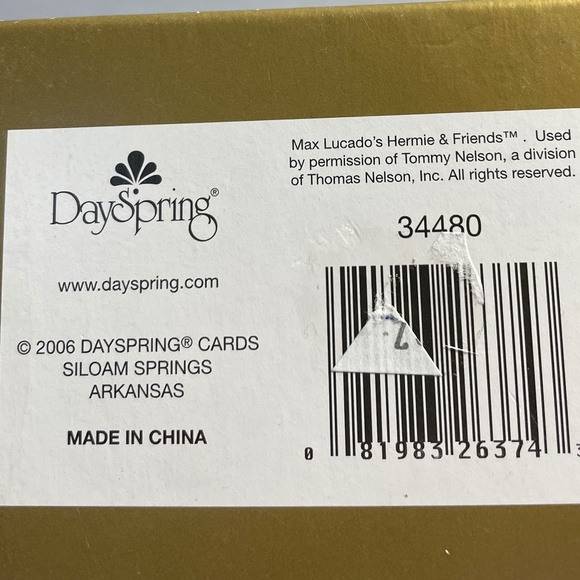 DaySpring®
www.dayspring.com
© 2006 DAYSPRING® CARDS
SILOAM SPRINGS
ARKANSAS
MADE IN CHINA
Max Lucado's Hermie & Friends™ . Used
by permission of Tommy Nelson, a division
of Thomas Nelson, Inc. All rights reserved.
34480
0 81983 26374 3